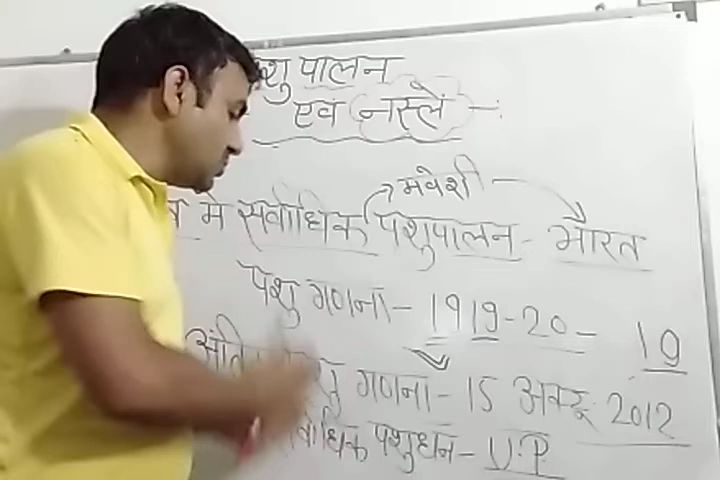 पालन
एवं नस्लें -:
मवेशी -
मे सर्वाधिक पशुपालन - भारत
पशु गणना - 1919-20 - 19
गणना - 15 अक्टू. 2012
पशुधन - U.P.